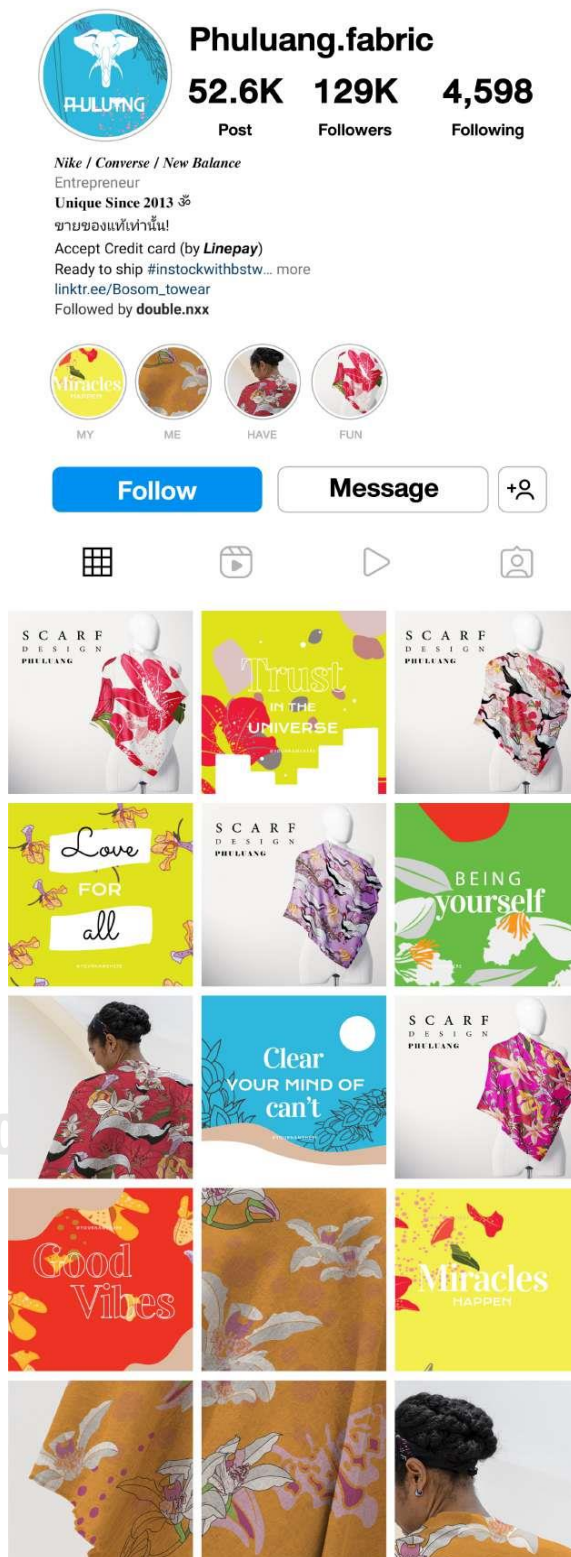 PHULUANG
Phuluang.fabric
52.6K 129K 4,598
Post Followers Following
Nike / Converse / New Balance
Entrepreneur
Unique Since 2013 ॐ
ขายของแท้เท่านั้น!
Accept Credit card (by Linepay)
Ready to ship #instockwithbstw... more
linktr.ee/Bosom_towear
Followed by double.nxx
Miracles
HAPPEN
MY ME HAVE FUN
Follow Message
SCARF
DESIGN
PHULUANG
Trust
IN THE
UNIVERSE
SCARF
DESIGN
PHULUANG
Love
FOR
all
SCARF
DESIGN
PHULUANG
BEING
yourself
Clear
YOUR MIND OF
can't
SCARF
DESIGN
PHULUANG
Good
Vibes
Miracles
HAPPEN